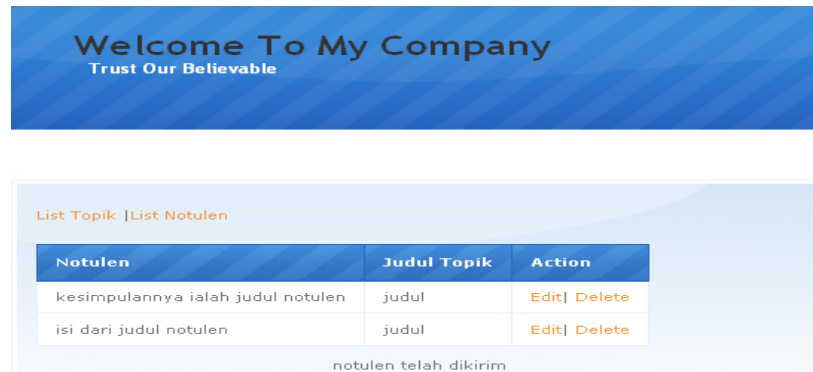 Welcome To My Company
Trust Our Believable
List Topik |List Notulen
Notulen Judul Topik Action
kesimpulannya ialah judul notulen judul Edit| Delete
isi dari judul notulen judul Edit| Delete
notulen telah dikirim